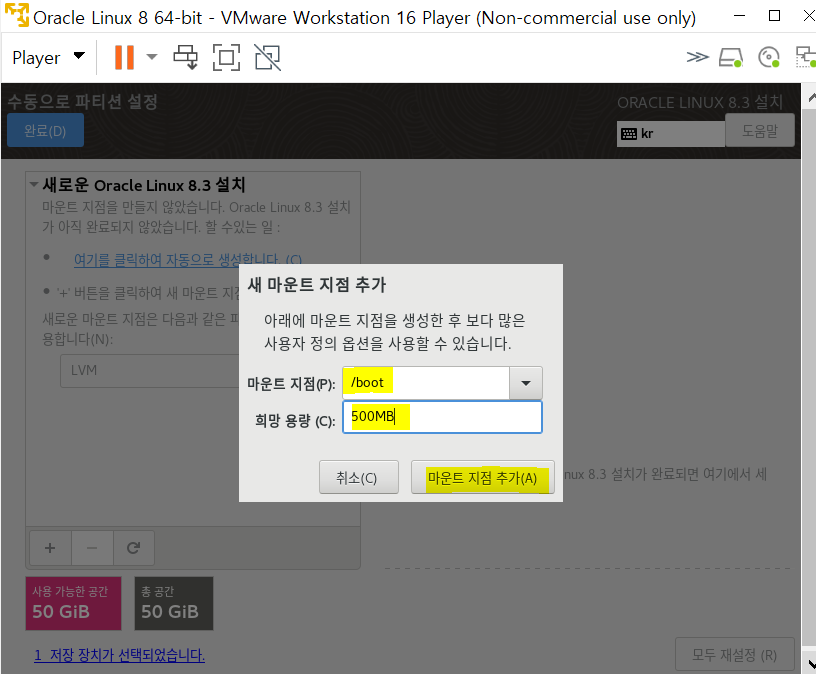 Oracle Linux 8 64-bit - VMware Workstation 16 Player (Non-commercial use only)
Player
수동으로 파티션 설정
ORACLE LINUX 8.3 설치
완료(D)
kr
도움말
새로운 Oracle Linux 8.3 설치
마운트 지점을 만들지 않았습니다. Oracle Linux 8.3 설치
가 아직 완료되지 않았습니다. 할 수있는 일 :
여기를 클릭하여 자동으로 생성합니다. (C)
'+' 버튼을 클릭하여 새 마운트 지점
새로운 마운트 지점은 다음과 같은 파
용합니다(N):
LVM
새 마운트 지점 추가
아래에 마운트 지점을 생성한 후 보다 많은
사용자 정의 옵션을 사용할 수 있습니다.
마운트 지점(P):
/boot
희망 용량 (C):
500MB
취소(C)
마운트 지점 추가(A)
nux 8.3 설치가 완료되면 여기에서 세
사용 가능한 공간
50 GiB
총 공간
50 GiB
1 저장 장치가 선택되었습니다.
모두 재설정 (R)